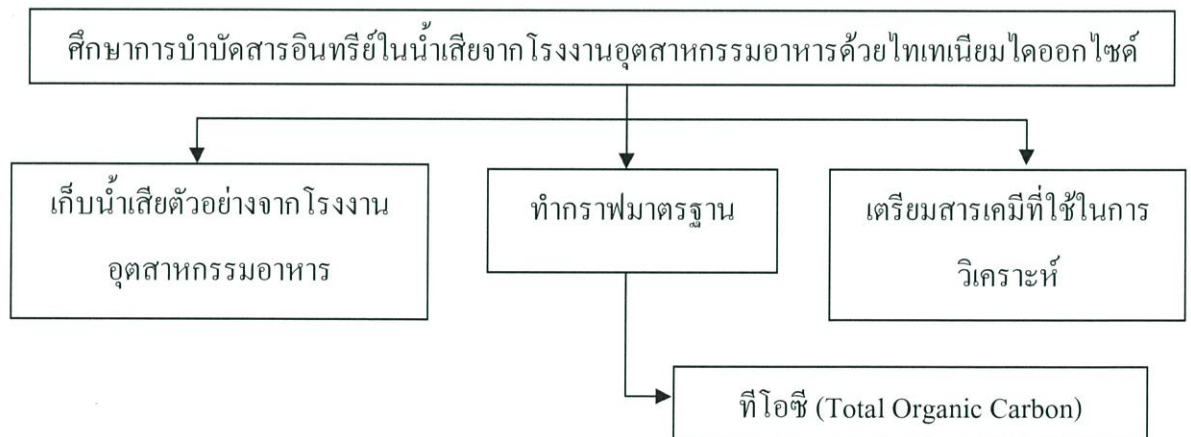 ศึกษาการบำบัดสารอินทรีย์ในน้ำเสียจากโรงงานอุตสาหกรรมอาหารด้วยไทเทเนียมไดออกไซด์
เก็บน้ำเสียตัวอย่างจากโรงงาน
อุตสาหกรรมอาหาร
ทำกราฟมาตรฐาน
เตรียมสารเคมีที่ใช้ในการ
วิเคราะห์
ทีโอซี (Total Organic Carbon)